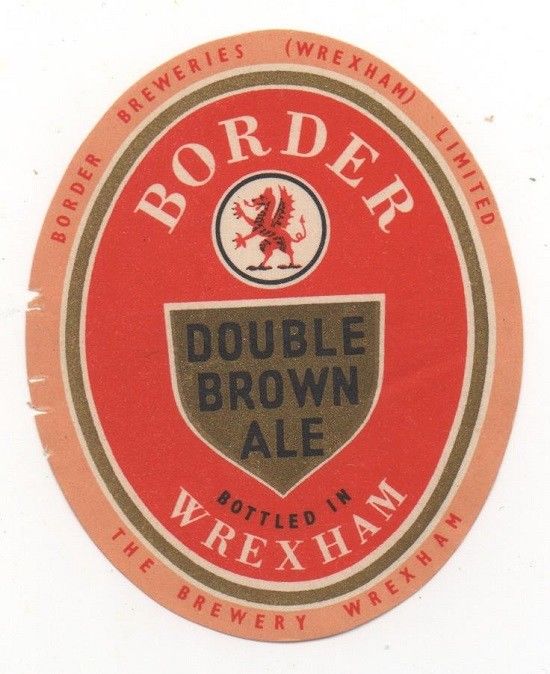 BORDER BREWERIES (WREXHAM) LIMITED
BORDER
DOUBLE
BROWN
ALE
BOTTLED IN
WREXHAM
THE BREWERY WREXHAM